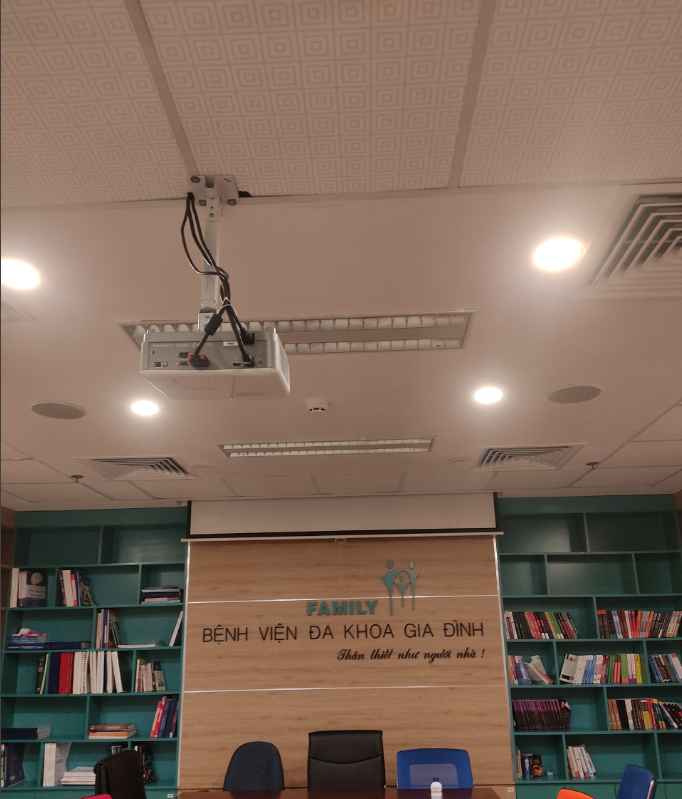 FAMILY
BỆNH VIỆN ĐA KHOA GIA ĐÌNH
Thân thiết như người nhà !